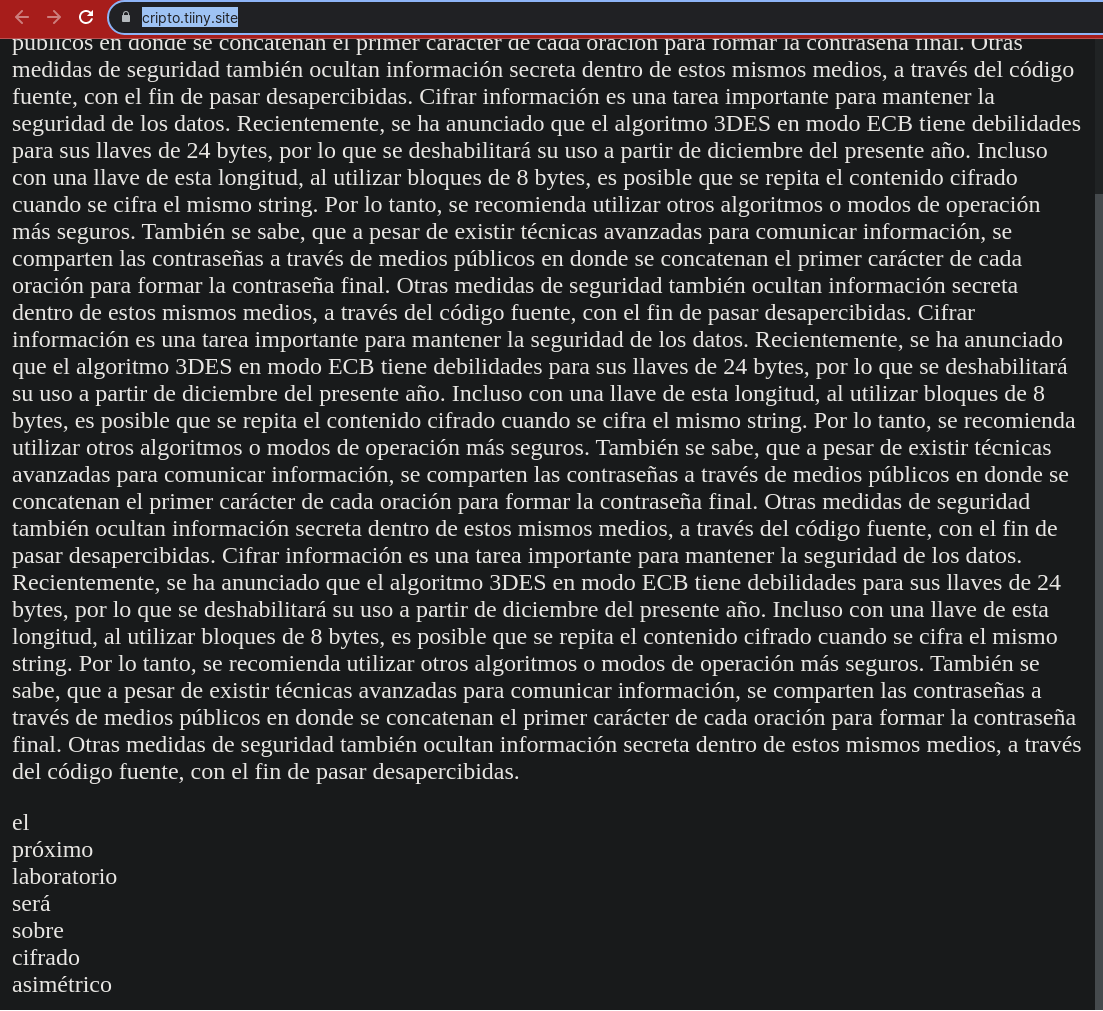 cripto.tiiny.site
públicos en donde se concatenan el primer carácter de cada oración para formar la contraseña final. Otras
medidas de seguridad también ocultan información secreta dentro de estos mismos medios, a través del código
fuente, con el fin de pasar desapercibidas. Cifrar información es una tarea importante para mantener la
seguridad de los datos. Recientemente, se ha anunciado que el algoritmo 3DES en modo ECB tiene debilidades
para sus llaves de 24 bytes, por lo que se deshabilitará su uso a partir de diciembre del presente año. Incluso
con una llave de esta longitud, al utilizar bloques de 8 bytes, es posible que se repita el contenido cifrado
cuando se cifra el mismo string. Por lo tanto, se recomienda utilizar otros algoritmos o modos de operación
más seguros. También se sabe, que a pesar de existir técnicas avanzadas para comunicar información, se
comparten las contraseñas a través de medios públicos en donde se concatenan el primer carácter de cada
oración para formar la contraseña final. Otras medidas de seguridad también ocultan información secreta
dentro de estos mismos medios, a través del código fuente, con el fin de pasar desapercibidas. Cifrar
información es una tarea importante para mantener la seguridad de los datos. Recientemente, se ha anunciado
que el algoritmo 3DES en modo ECB tiene debilidades para sus llaves de 24 bytes, por lo que se deshabilitará
su uso a partir de diciembre del presente año. Incluso con una llave de esta longitud, al utilizar bloques de 8
bytes, es posible que se repita el contenido cifrado cuando se cifra el mismo string. Por lo tanto, se recomienda
utilizar otros algoritmos o modos de operación más seguros. También se sabe, que a pesar de existir técnicas
avanzadas para comunicar información, se comparten las contraseñas a través de medios públicos en donde se
concatenan el primer carácter de cada oración para formar la contraseña final. Otras medidas de seguridad
también ocultan información secreta dentro de estos mismos medios, a través del código fuente, con el fin de
pasar desapercibidas. Cifrar información es una tarea importante para mantener la seguridad de los datos.
Recientemente, se ha anunciado que el algoritmo 3DES en modo ECB tiene debilidades para sus llaves de 24
bytes, por lo que se deshabilitará su uso a partir de diciembre del presente año. Incluso con una llave de esta
longitud, al utilizar bloques de 8 bytes, es posible que se repita el contenido cifrado cuando se cifra el mismo
string. Por lo tanto, se recomienda utilizar otros algoritmos o modos de operación más seguros. También se
sabe, que a pesar de existir técnicas avanzadas para comunicar información, se comparten las contraseñas a
través de medios públicos en donde se concatenan el primer carácter de cada oración para formar la contraseña
final. Otras medidas de seguridad también ocultan información secreta dentro de estos mismos medios, a través
del código fuente, con el fin de pasar desapercibidas.
el
próximo
laboratorio
será
sobre
cifrado
asimétrico